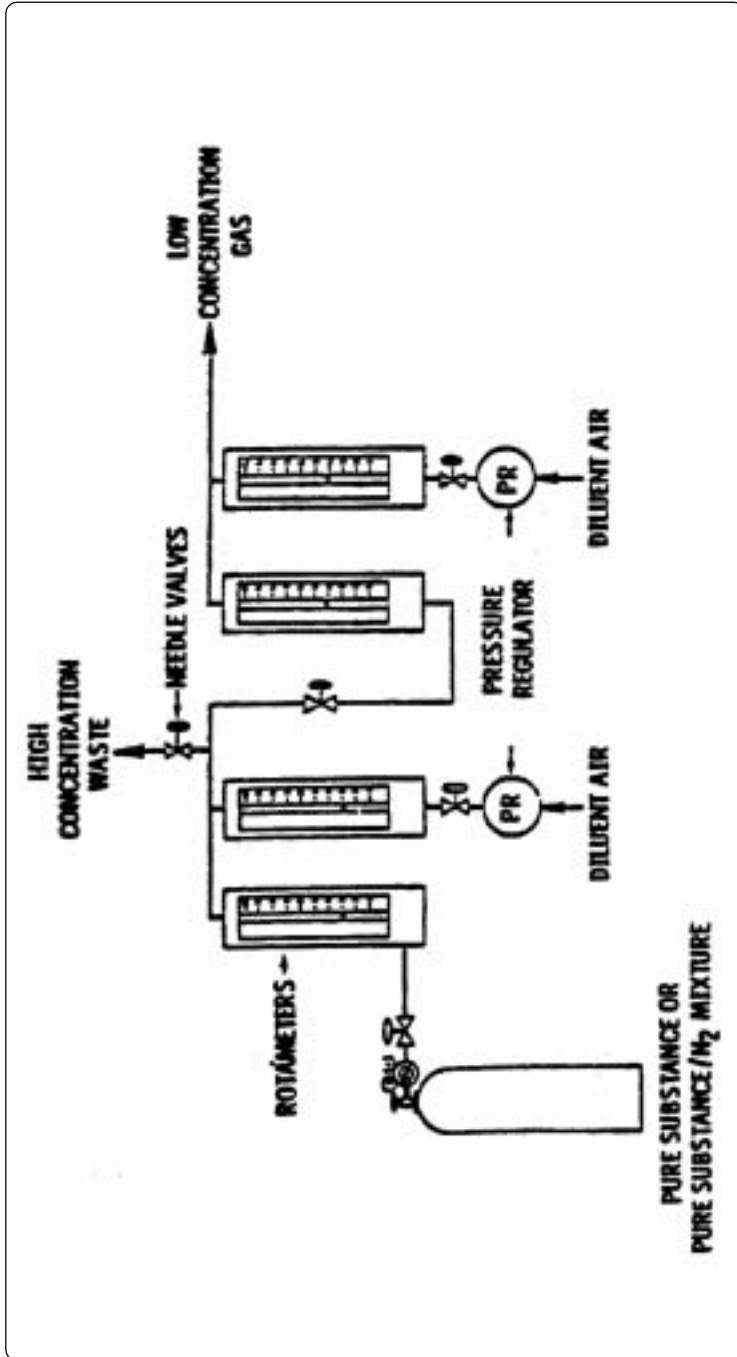 HIGH
CONCENTRATION
WASTE
NEEDLE VALVES
LOW
CONCENTRATION
GAS
ROTÁMETERS
PRESSURE
REGULATOR
PR
PR
DILUENT AIR
DILUENT AIR
PURE SUBSTANCE OR
PURE SUBSTANCE/N₂ MIXTURE